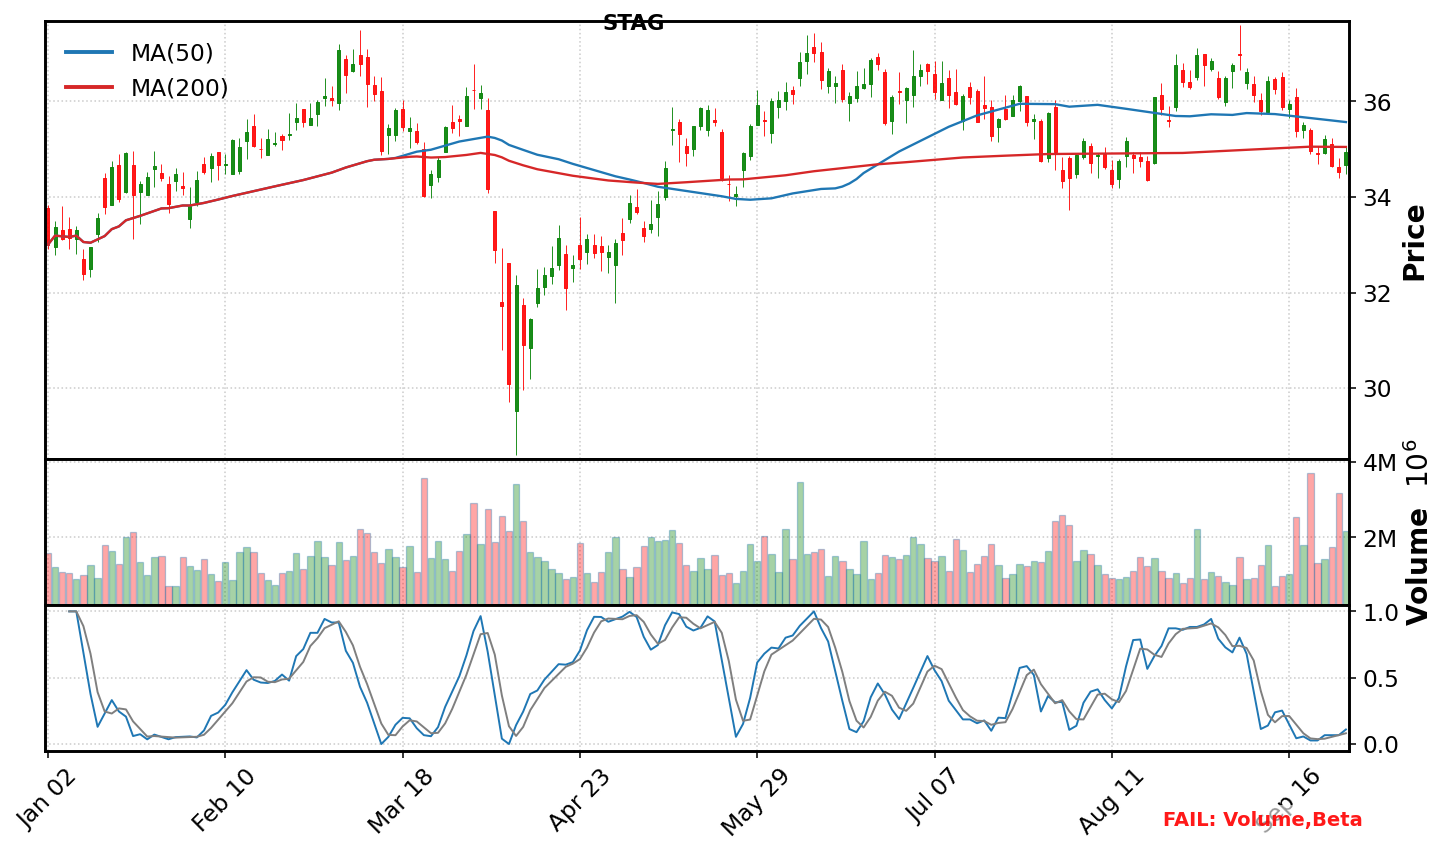 STAG
MA(50)
MA(200)
36
34
32
30
Price
4M
2M
Volume 10^6
1.0
0.5
0.0
Jan 02
Feb 10
Mar 18
Apr 23
May 29
Jul 07
Aug 11
Sep 16
FAIL: Volume,Beta